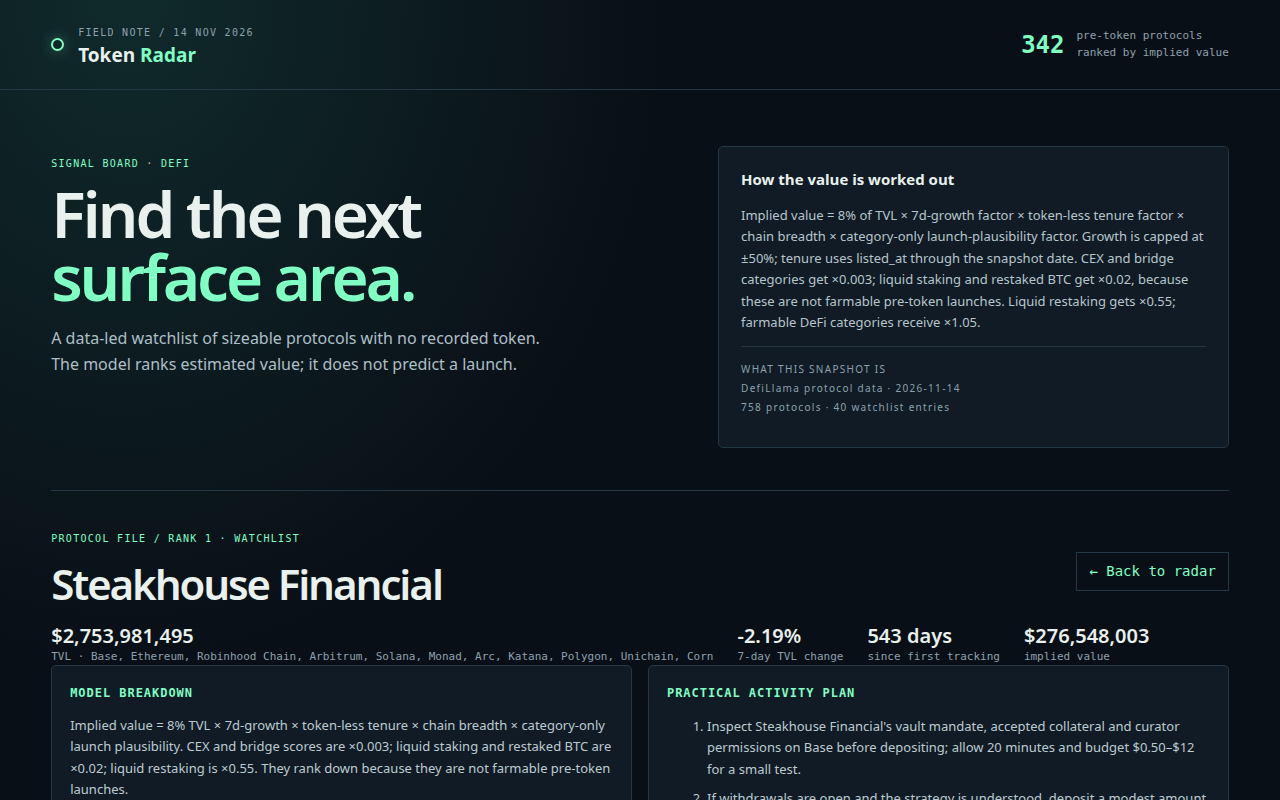 FIELD NOTE / 14 NOV 2026
Token Radar
342
pre-token protocols
ranked by implied value
SIGNAL BOARD · DEFI
Find the next
surface area.
A data-led watchlist of sizeable protocols with no recorded token.
The model ranks estimated value; it does not predict a launch.
How the value is worked out
Implied value = 8% of TVL × 7d-growth factor × token-less tenure factor ×
chain breadth × category-only launch-plausibility factor. Growth is capped at
±50%; tenure uses listed_at through the snapshot date. CEX and bridge
categories get ×0.003; liquid staking and restaked BTC get ×0.02, because
these are not farmable pre-token launches. Liquid restaking gets ×0.55;
farmable DeFi categories receive ×1.05.
WHAT THIS SNAPSHOT IS
DefiLlama protocol data · 2026-11-14
758 protocols · 40 watchlist entries
PROTOCOL FILE / RANK 1 · WATCHLIST
Steakhouse Financial
← Back to radar
$2,753,981,495
TVL · Base, Ethereum, Robinhood Chain, Arbitrum, Solana, Monad, Arc, Katana, Polygon, Unichain, Corn
-2.19%
7-day TVL change
543 days
since first tracking
$276,548,003
implied value
MODEL BREAKDOWN
Implied value = 8% TVL × 7d-growth × token-less tenure × chain breadth × category-only
launch plausibility. CEX and bridge scores are ×0.003; liquid staking and restaked BTC are
×0.02; liquid restaking is ×0.55. They rank down because they are not farmable pre-token
launches.
PRACTICAL ACTIVITY PLAN
1. Inspect Steakhouse Financial's vault mandate, accepted collateral and curator
permissions on Base before depositing; allow 20 minutes and budget $0.50–$12
for a small test.
2. If withdrawals are open and the strategy is understood, deposit a modest amount